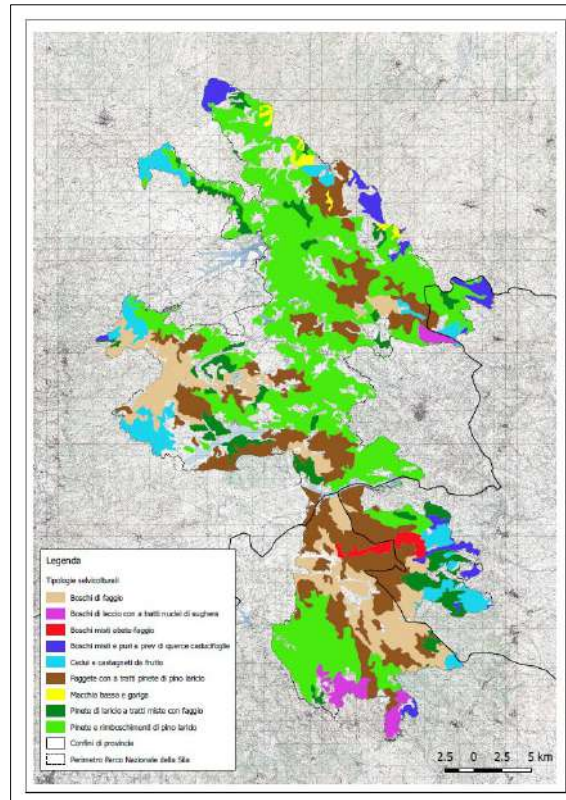 Legenda
Tipologie selvicolturali
Boschi di faggio
Boschi di leccio con a tratti nuclei di sughera
Boschi misti abete-faggio
Boschi misti e puri a prev di querce caducifoglie
Cedui e castagneti da frutto
Faggete con a tratti pinete di pino laricio
Macchia bassa e gariga
Pinete di laricio a tratti miste con faggio
Pinete e rimboschimenti di pino laricio
Confini di provincia
Perimetro Parco Nazionale della Sila
2.5 0 2.5 5 km